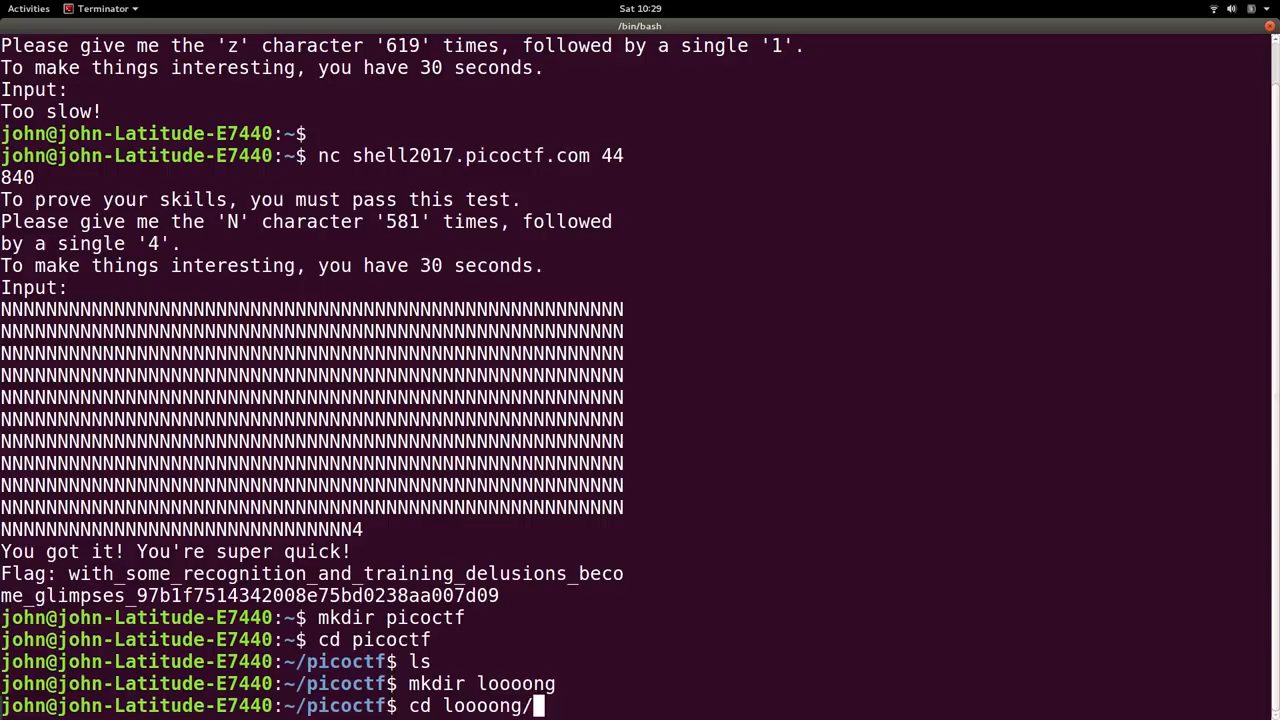 Activities Terminator Sat 10:29
/bin/bash
Please give me the 'z' character '619' times, followed by a single '1'.
To make things interesting, you have 30 seconds.
Input:
Too slow!
john@john-Latitude-E7440:~$
john@john-Latitude-E7440:~$ nc shell2017.picoctf.com 44
840
To prove your skills, you must pass this test.
Please give me the 'N' character '581' times, followed
by a single '4'.
To make things interesting, you have 30 seconds.
Input:
NNNNNNNNNNNNNNNNNNNNNNNNNNNNNNNNNNNNNNNNNNNNNNNNNNNNNNN
NNNNNNNNNNNNNNNNNNNNNNNNNNNNNNNNNNNNNNNNNNNNNNNNNNNNNNN
NNNNNNNNNNNNNNNNNNNNNNNNNNNNNNNNNNNNNNNNNNNNNNNNNNNNNNN
NNNNNNNNNNNNNNNNNNNNNNNNNNNNNNNNNNNNNNNNNNNNNNNNNNNNNNN
NNNNNNNNNNNNNNNNNNNNNNNNNNNNNNNNNNNNNNNNNNNNNNNNNNNNNNN
NNNNNNNNNNNNNNNNNNNNNNNNNNNNNNNNNNNNNNNNNNNNNNNNNNNNNNN
NNNNNNNNNNNNNNNNNNNNNNNNNNNNNNNNNNNNNNNNNNNNNNNNNNNNNNN
NNNNNNNNNNNNNNNNNNNNNNNNNNNNNNNNNNNNNNNNNNNNNNNNNNNNNNN
NNNNNNNNNNNNNNNNNNNNNNNNNNNNNNNNNNNNNNNNNNNNNNNNNNNNNNN
NNNNNNNNNNNNNNNNNNNNNNNNNNNNNNNNNNNNNNNNNNNNNNNNNNNNNNN
NNNNNNNNNNNNNNNNNNNNNNNNNNNNNNN4
You got it! You're super quick!
Flag: with_some_recognition_and_training_delusions_beco
me_glimpses_97b1f7514342008e75bd0238aa007d09
john@john-Latitude-E7440:~$ mkdir picoctf
john@john-Latitude-E7440:~$ cd picoctf
john@john-Latitude-E7440:~/picoctf$ ls
john@john-Latitude-E7440:~/picoctf$ mkdir loooong
john@john-Latitude-E7440:~/picoctf$ cd loooong/